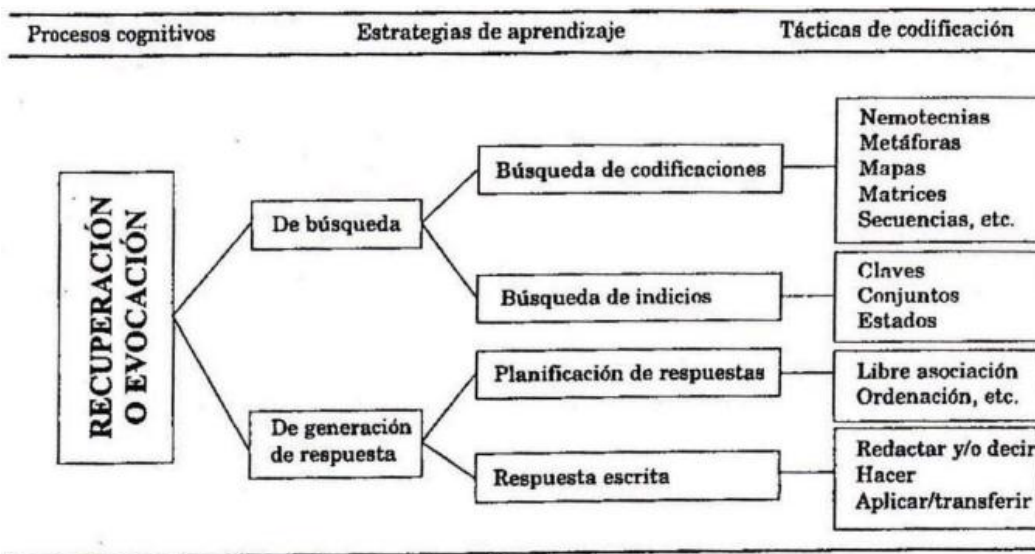 Procesos cognitivos
Estrategias de aprendizaje
Tácticas de codificación
RECUPERACIÓN
O EVOCACIÓN
De búsqueda
Búsqueda de codificaciones
Nemotecnias
Metáforas
Mapas
Matrices
Secuencias, etc.
Búsqueda de indicios
Claves
Conjuntos
Estados
De generación
de respuesta
Planificación de respuestas
Libre asociación
Ordenación, etc.
Respuesta escrita
Redactar y/o decir
Hacer
Aplicar/transferir